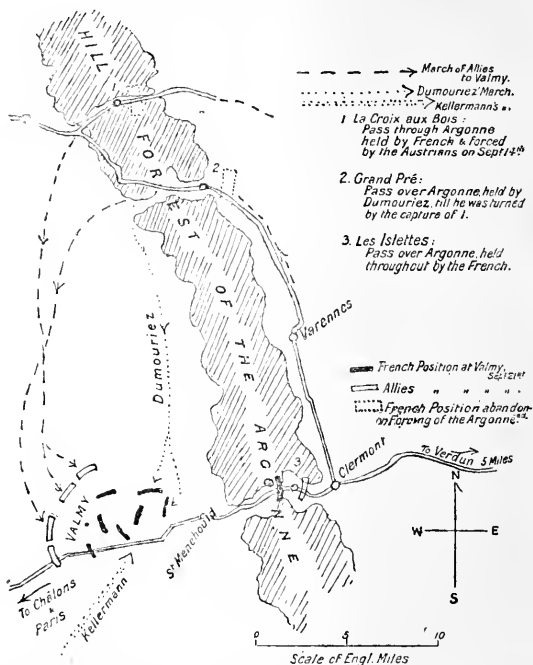 HILL
FOREST OF THE ARGONNE
March of Allies
to Valmy.
Dumouriez' March.
Kellermann's
1 La Croix aux Bois:
Pass through Argonne
held by French & forced
by the Austrians on Sept 14th
2. Grand Pré:
Pass over Argonne, held by
Dumouriez, till he was turned
by the capture of 1.
3. Les Islettes:
Pass over Argonne, held
throughout by the French.
2
Varennes
Dumouriez
French Position at Valmy,
Sept 21st
Allies " " " "
French Position abandon-
on Forcing of the Argonne. ed
3
Clermont
To Verdun 5 Miles
VALMY
St Menehould
N
W E
S
To Châlons
&
Paris
Kellermann
0 5 10
Scale of Engl. Miles